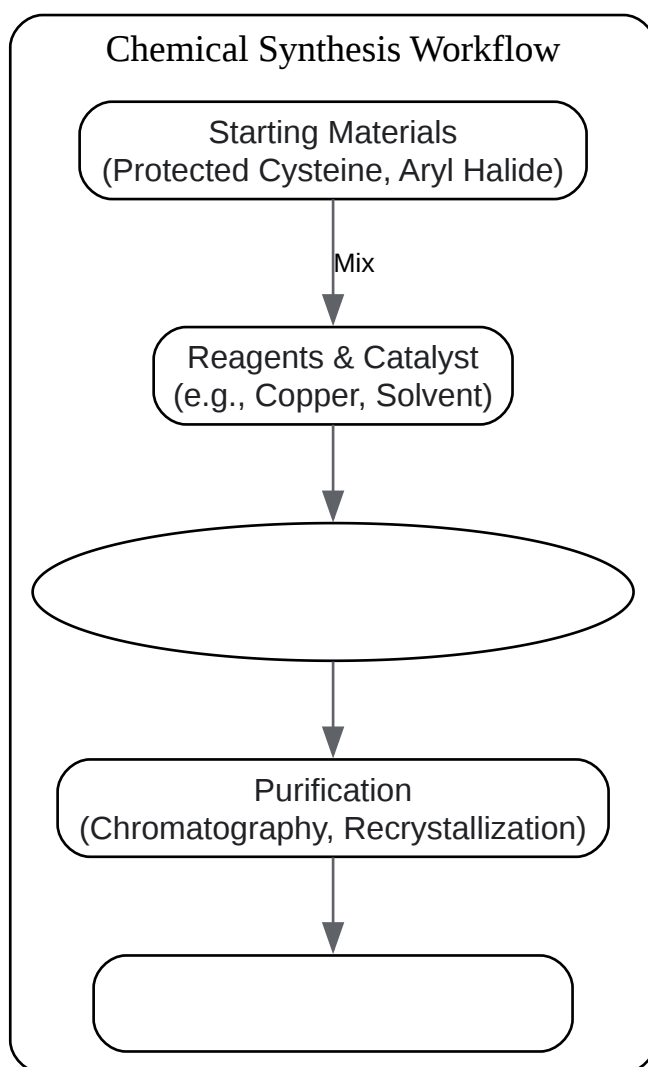 Chemical Synthesis Workflow
Starting Materials
(Protected Cysteine, Aryl Halide)
Mix
Reagents & Catalyst
(e.g., Copper, Solvent)
Purification
(Chromatography, Recrystallization)